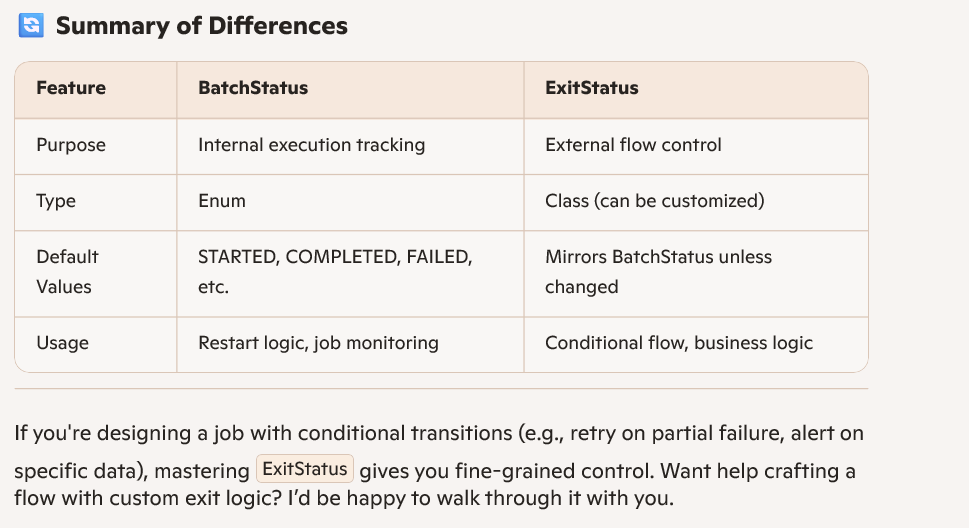 Summary of Differences
Feature BatchStatus ExitStatus
Purpose Internal execution tracking External flow control
Type Enum Class (can be customized)
Default Values STARTED, COMPLETED, FAILED, etc. Mirrors BatchStatus unless changed
Usage Restart logic, job monitoring Conditional flow, business logic
If you're designing a job with conditional transitions (e.g., retry on partial failure, alert on
specific data), mastering ExitStatus gives you fine-grained control. Want help crafting a
flow with custom exit logic? I’d be happy to walk through it with you.